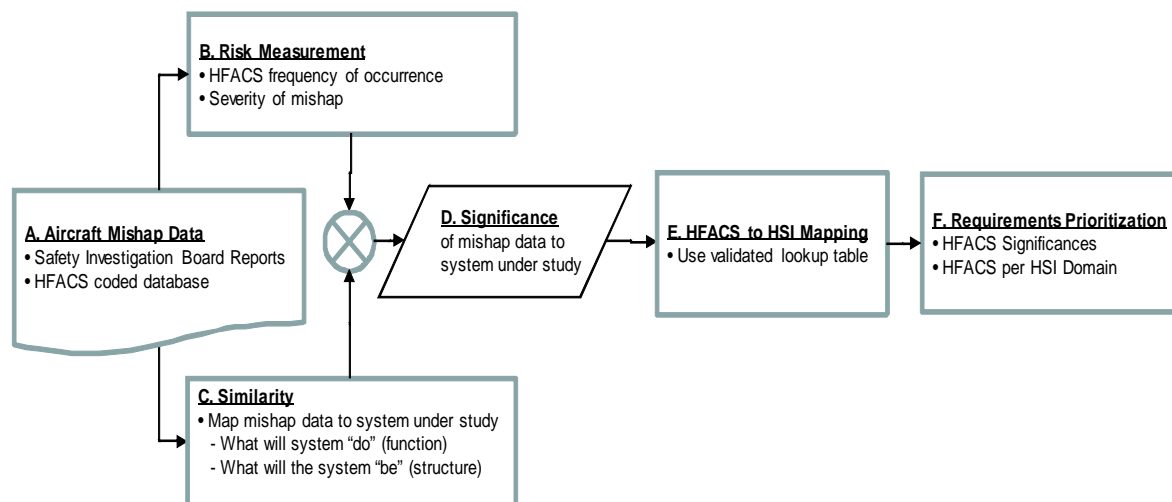 B. Risk Measurement
• HFACS frequency of occurrence
• Severity of mishap
A. Aircraft Mishap Data
• Safety Investigation Board Reports
• HFACS coded database
D. Significance
of mishap data to
system under study
E. HFACS to HSI Mapping
• Use validated lookup table
F. Requirements Prioritization
• HFACS Significances
• HFACS per HSI Domain
C. Similarity
• Map mishap data to system under study
- What will system “do” (function)
- What will the system “be” (structure)